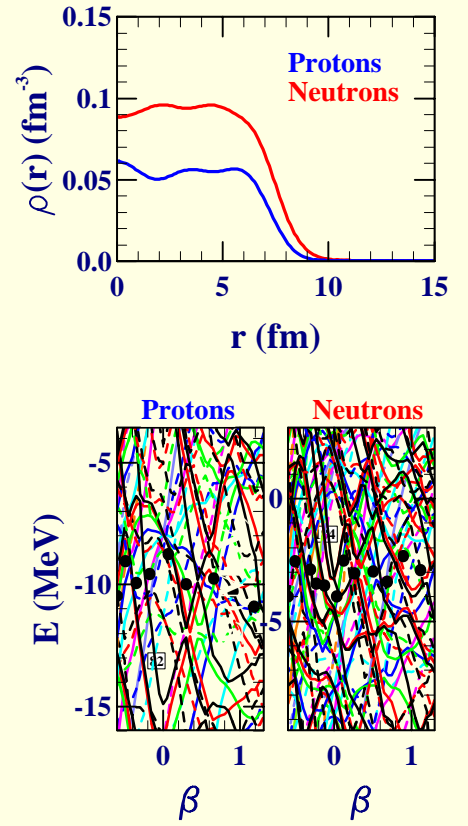 0.15
0.1
0.05
0.0
ρ(r) (fm⁻³)
Protons
Neutrons
0 5 10 15
r (fm)
Protons Neutrons
-5
-10
-15
E (MeV)
82
0
-5
0 1
0 1
β β